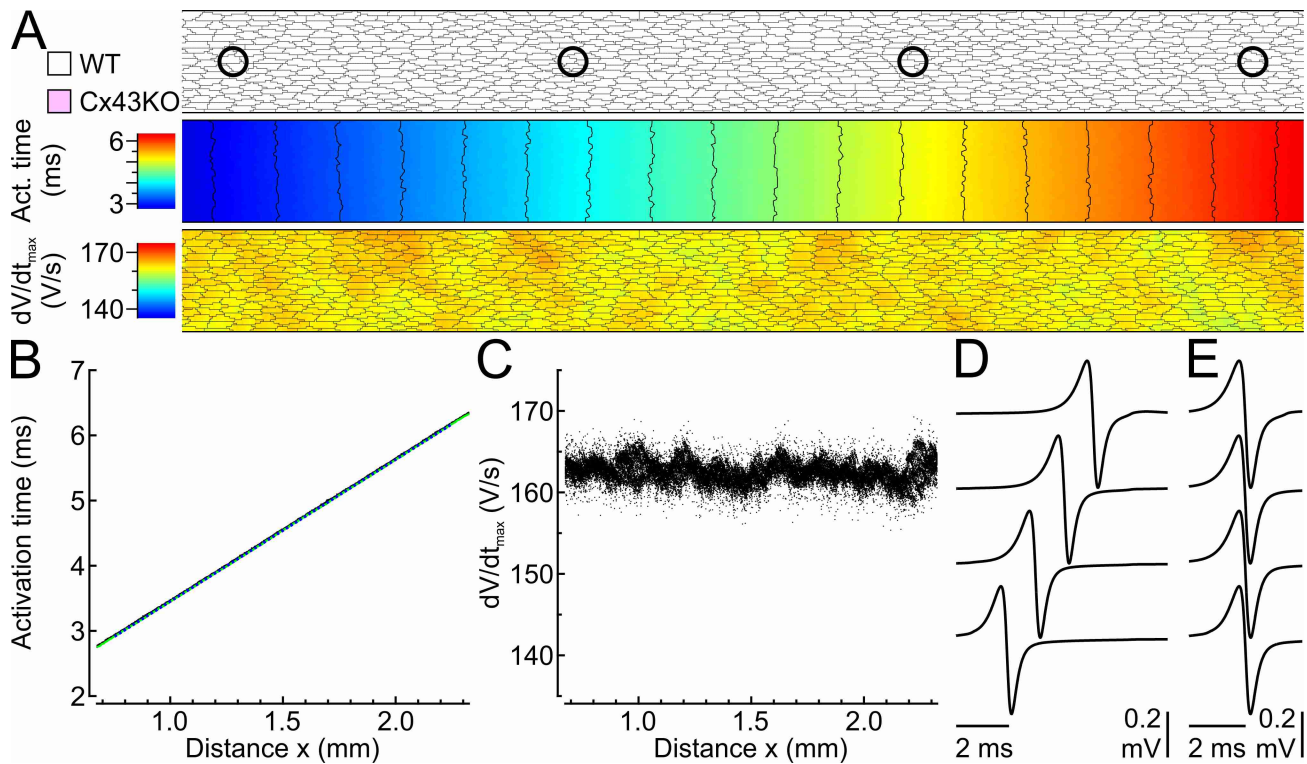 A
WT
Cx43KO
Act. time
(ms)
6
3
dV/dtmax
(V/s)
170
140
B
Activation time (ms)
7
6
5
4
3
2
1.0
1.5
2.0
Distance x (mm)
C
dV/dtmax (V/s)
170
160
150
140
1.0
1.5
2.0
Distance x (mm)
D
2 ms
0.2
mV
E
2 ms
0.2
mV